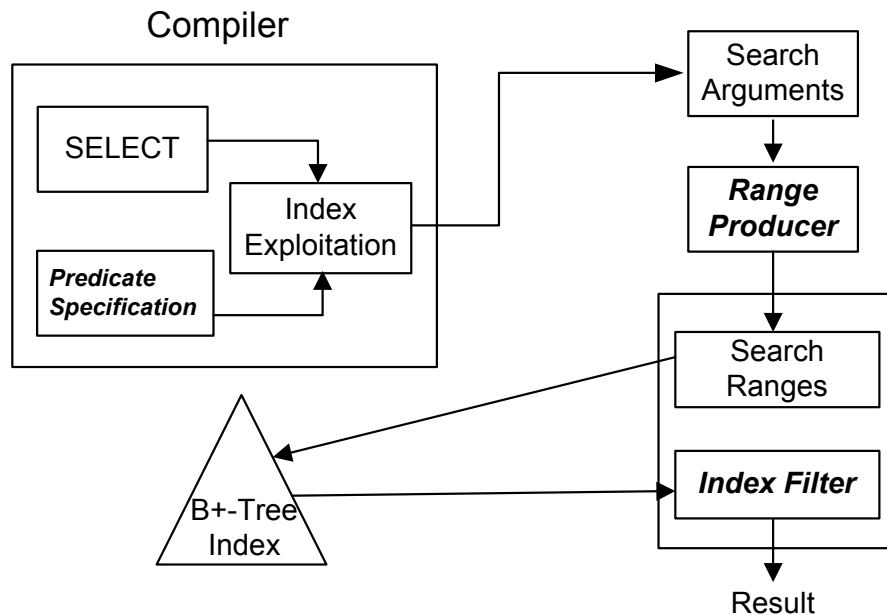 Compiler
SELECT
Predicate
Specification
Index
Exploitation
Search
Arguments
Range
Producer
Search
Ranges
B+-Tree
Index
Index Filter
Result